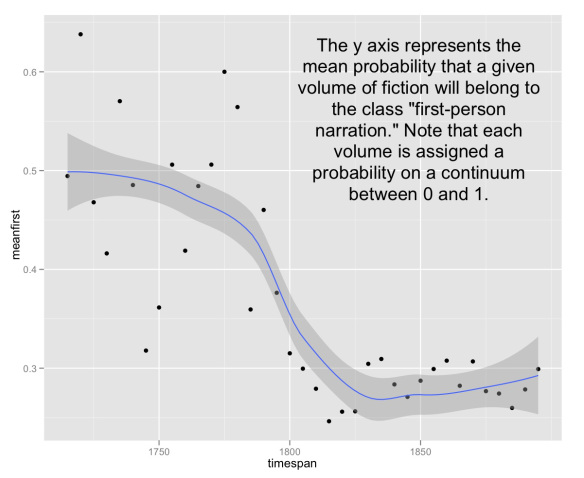 The y axis represents the
mean probability that a given
volume of fiction will belong to
the class "first-person
narration." Note that each
volume is assigned a
probability on a continuum
between 0 and 1.
0.6
0.5
0.4
0.3
meanfirst
1750
1800
1850
timespan